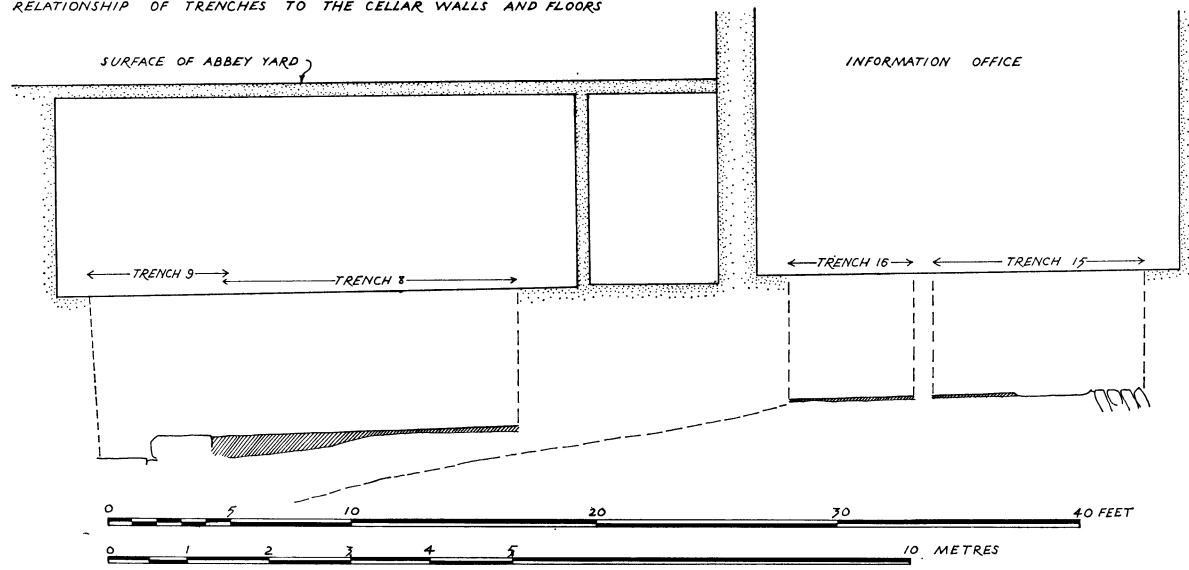 RELATIONSHIP OF TRENCHES TO THE CELLAR WALLS AND FLOORS
SURFACE OF ABBEY YARD
INFORMATION OFFICE
TRENCH 9
TRENCH 8
TRENCH 16
TRENCH 15
0 5 10 20 30 40 FEET
0 1 2 3 4 5 10 METRES